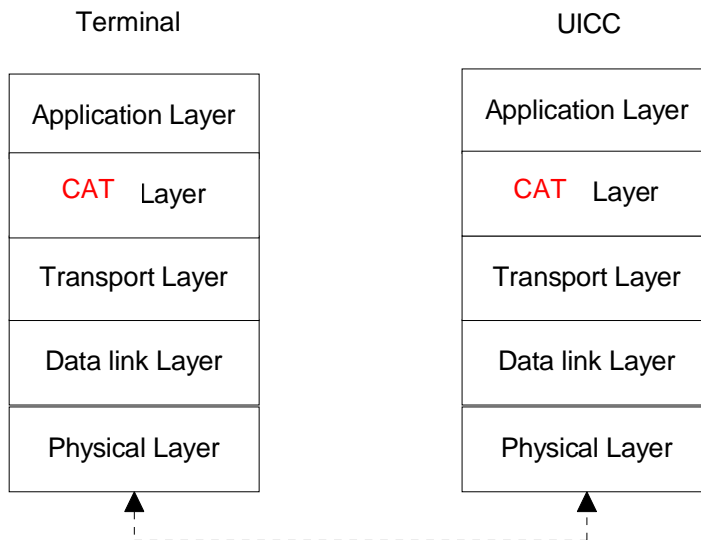 Terminal
UICC
Application Layer
Application Layer
CAT Layer
CAT Layer
Transport Layer
Transport Layer
Data link Layer
Data link Layer
Physical Layer
Physical Layer